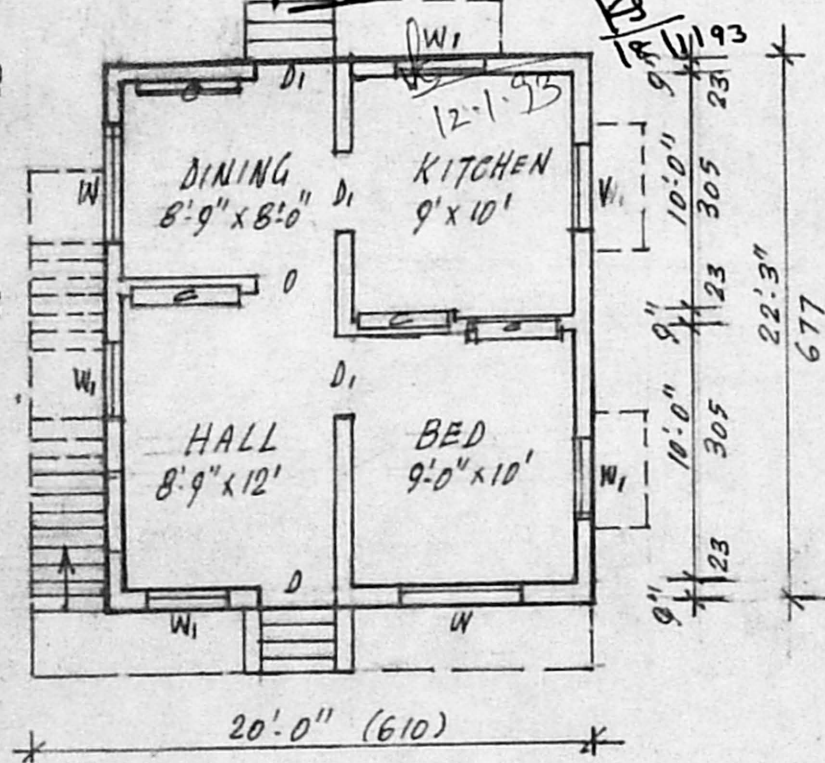 W1
93
D1
12.1.93
9"
23
DINING
8'-9" x 8'-0"
W
D1
KITCHEN
9' x 10'
10'-0"
305
O
9"
23
22'-3"
677
W1
D1
HALL
8'-9" x 12'
BED
9'-0" x 10'
W1
10'-0"
305
23
9"
D
W1
W
20'-0" (610)